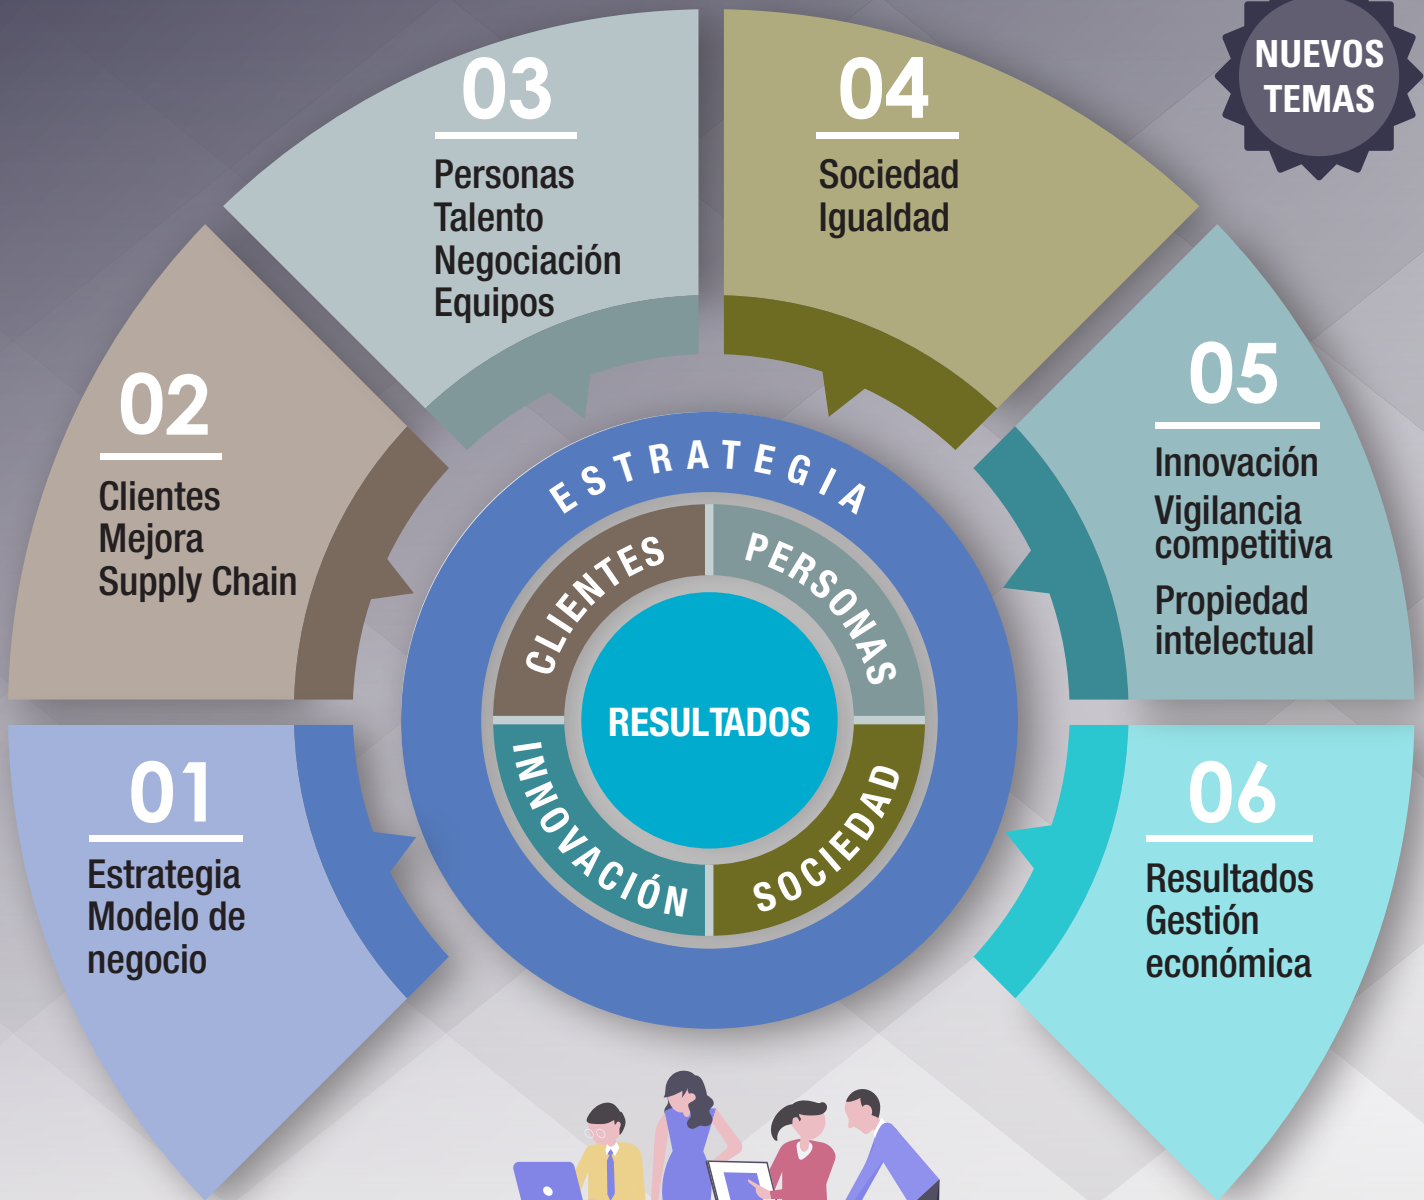 NUEVOS
TEMAS
01
Estrategia
Modelo de
negocio
02
Clientes
Mejora
Supply Chain
03
Personas
Talento
Negociación
Equipos
04
Sociedad
Igualdad
05
Innovación
Vigilancia
competitiva
Propiedad
intelectual
06
Resultados
Gestión
económica
ESTRATEGIA
CLIENTES
PERSONAS
INNOVACIÓN
SOCIEDAD
RESULTADOS